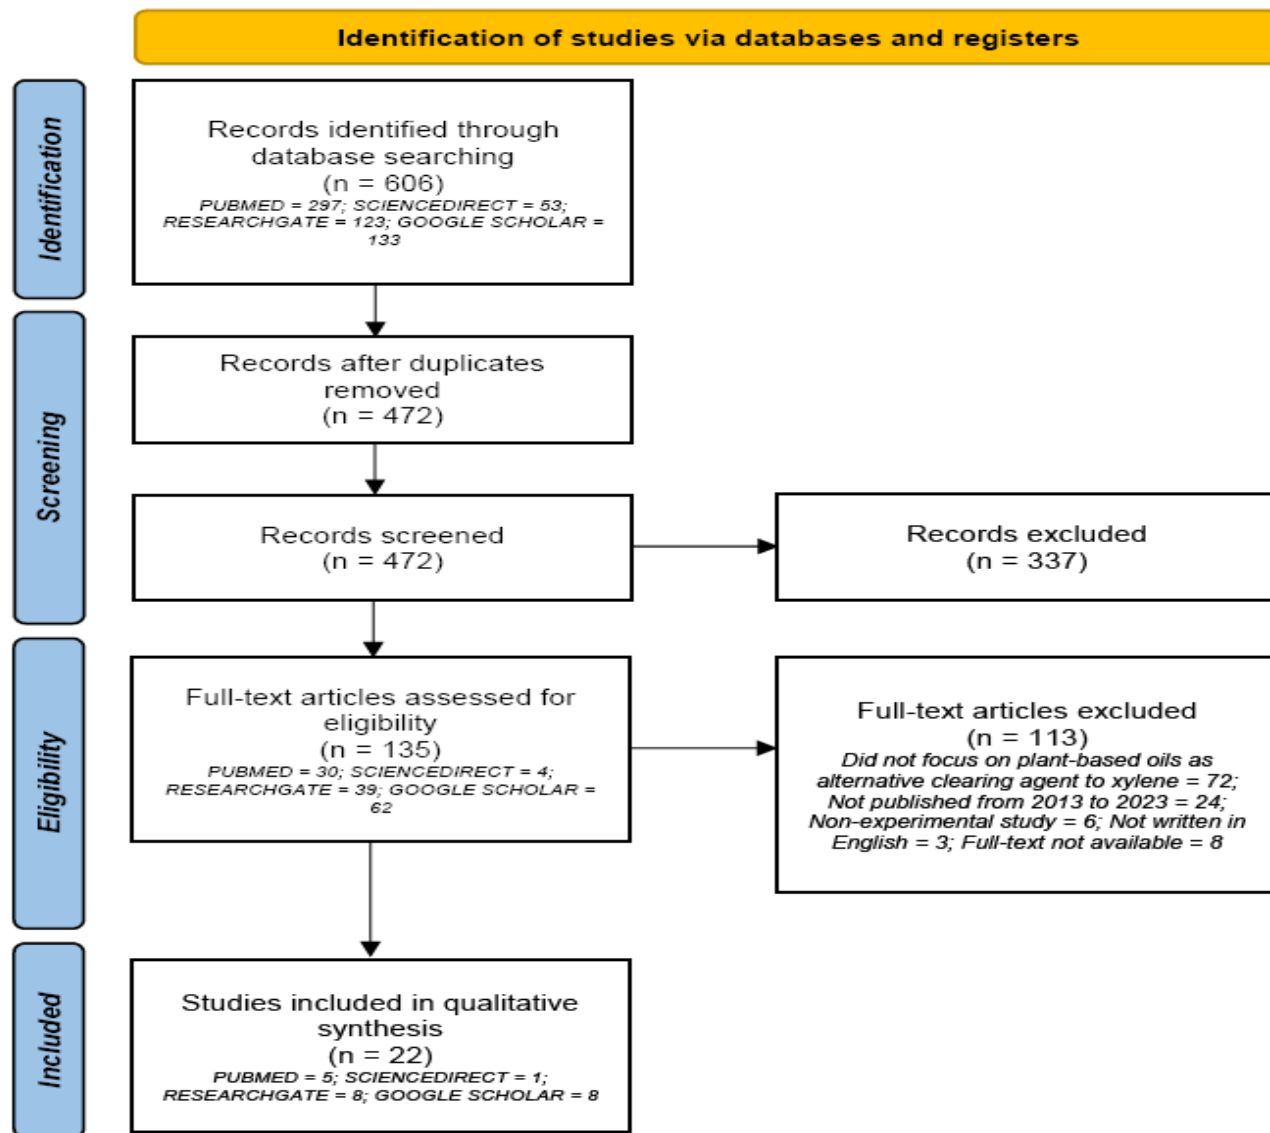 Identification of studies via databases and registers
Identification
Records identified through
database searching
(n = 606)
PUBMED = 297; SCIENCEDIRECT = 53;
RESEARCHGATE = 123; GOOGLE SCHOLAR =
133
Screening
Records after duplicates
removed
(n = 472)
Records screened
(n = 472)
Records excluded
(n = 337)
Eligibility
Full-text articles assessed for
eligibility
(n = 135)
PUBMED = 30; SCIENCEDIRECT = 4;
RESEARCHGATE = 39; GOOGLE SCHOLAR =
62
Full-text articles excluded
(n = 113)
Did not focus on plant-based oils as
alternative clearing agent to xylene = 72;
Not published from 2013 to 2023 = 24;
Non-experimental study = 6; Not written in
English = 3; Full-text not available = 8
Included
Studies included in qualitative
synthesis
(n = 22)
PUBMED = 5; SCIENCEDIRECT = 1;
RESEARCHGATE = 8; GOOGLE SCHOLAR = 8